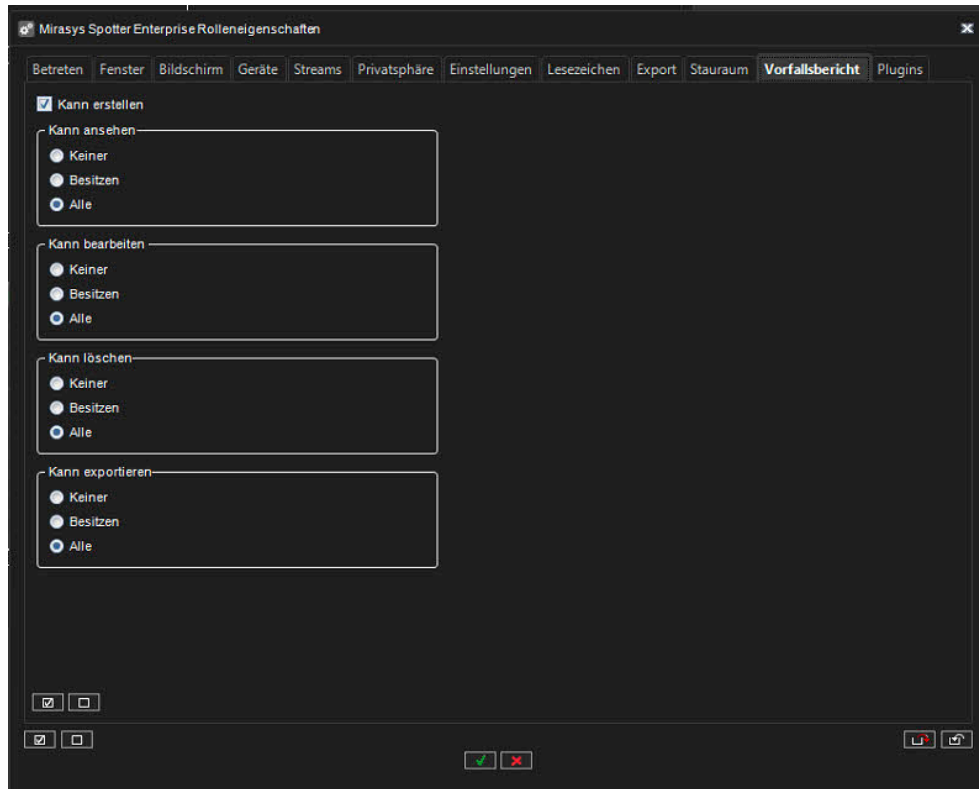 Mirasys Spotter Enterprise Rolleneigenschaften
Betreten Fenster Bildschirm Geräte Streams Privatsphäre Einstellungen Lesezeichen Export Stauraum Vorfallsbericht Plugins
Kann erstellen
Kann ansehen
Keiner
Besitzen
Alle
Kann bearbeiten
Keiner
Besitzen
Alle
Kann löschen
Keiner
Besitzen
Alle
Kann exportieren
Keiner
Besitzen
Alle